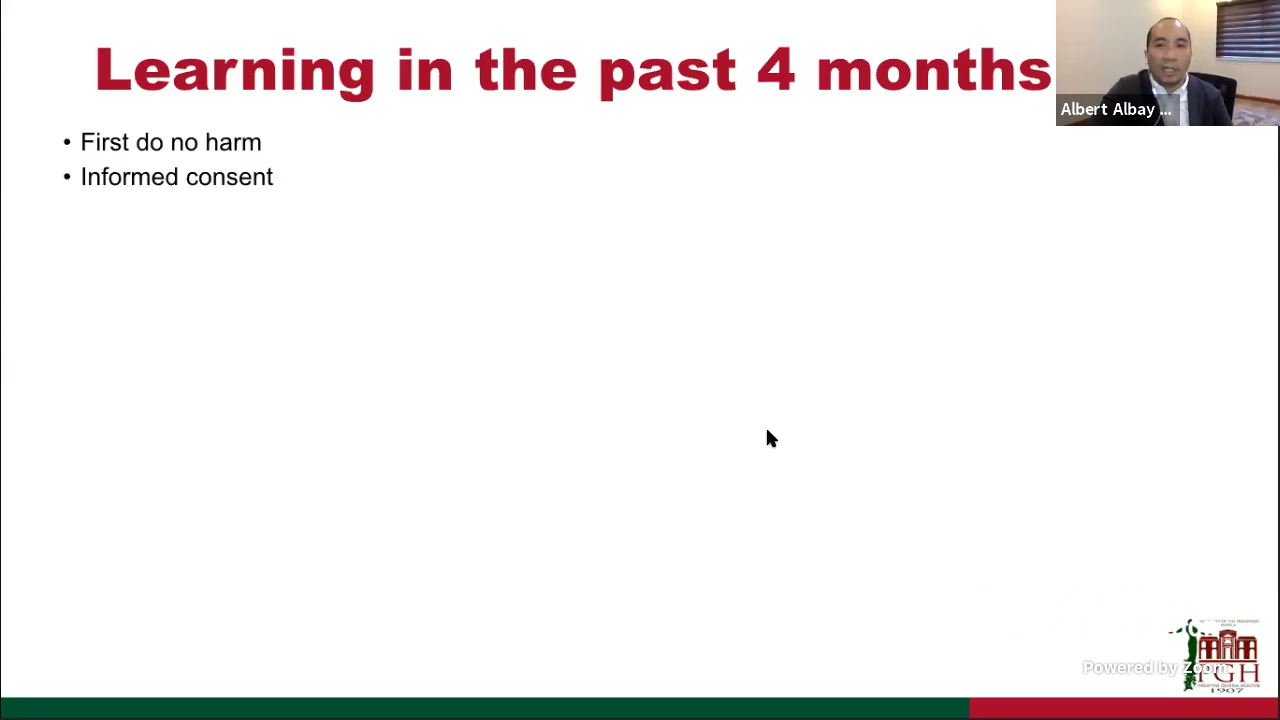 Learning in the past 4 months
Albert Albay ...
• First do no harm
• Informed consent
Powered by Zoom
PGH
1907